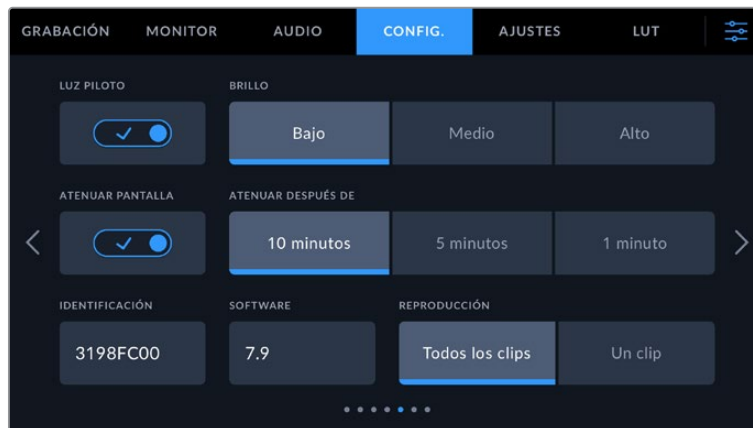 GRABACIÓN MONITOR AUDIO CONFIG. AJUSTES LUT
LUZ PILOTO BRILLO
Bajo Medio Alto
ATENUAR PANTALLA ATENUAR DESPUÉS DE
10 minutos 5 minutos 1 minuto
IDENTIFICACIÓN SOFTWARE REPRODUCCIÓN
3198FC00 7.9 Todos los clips Un clip